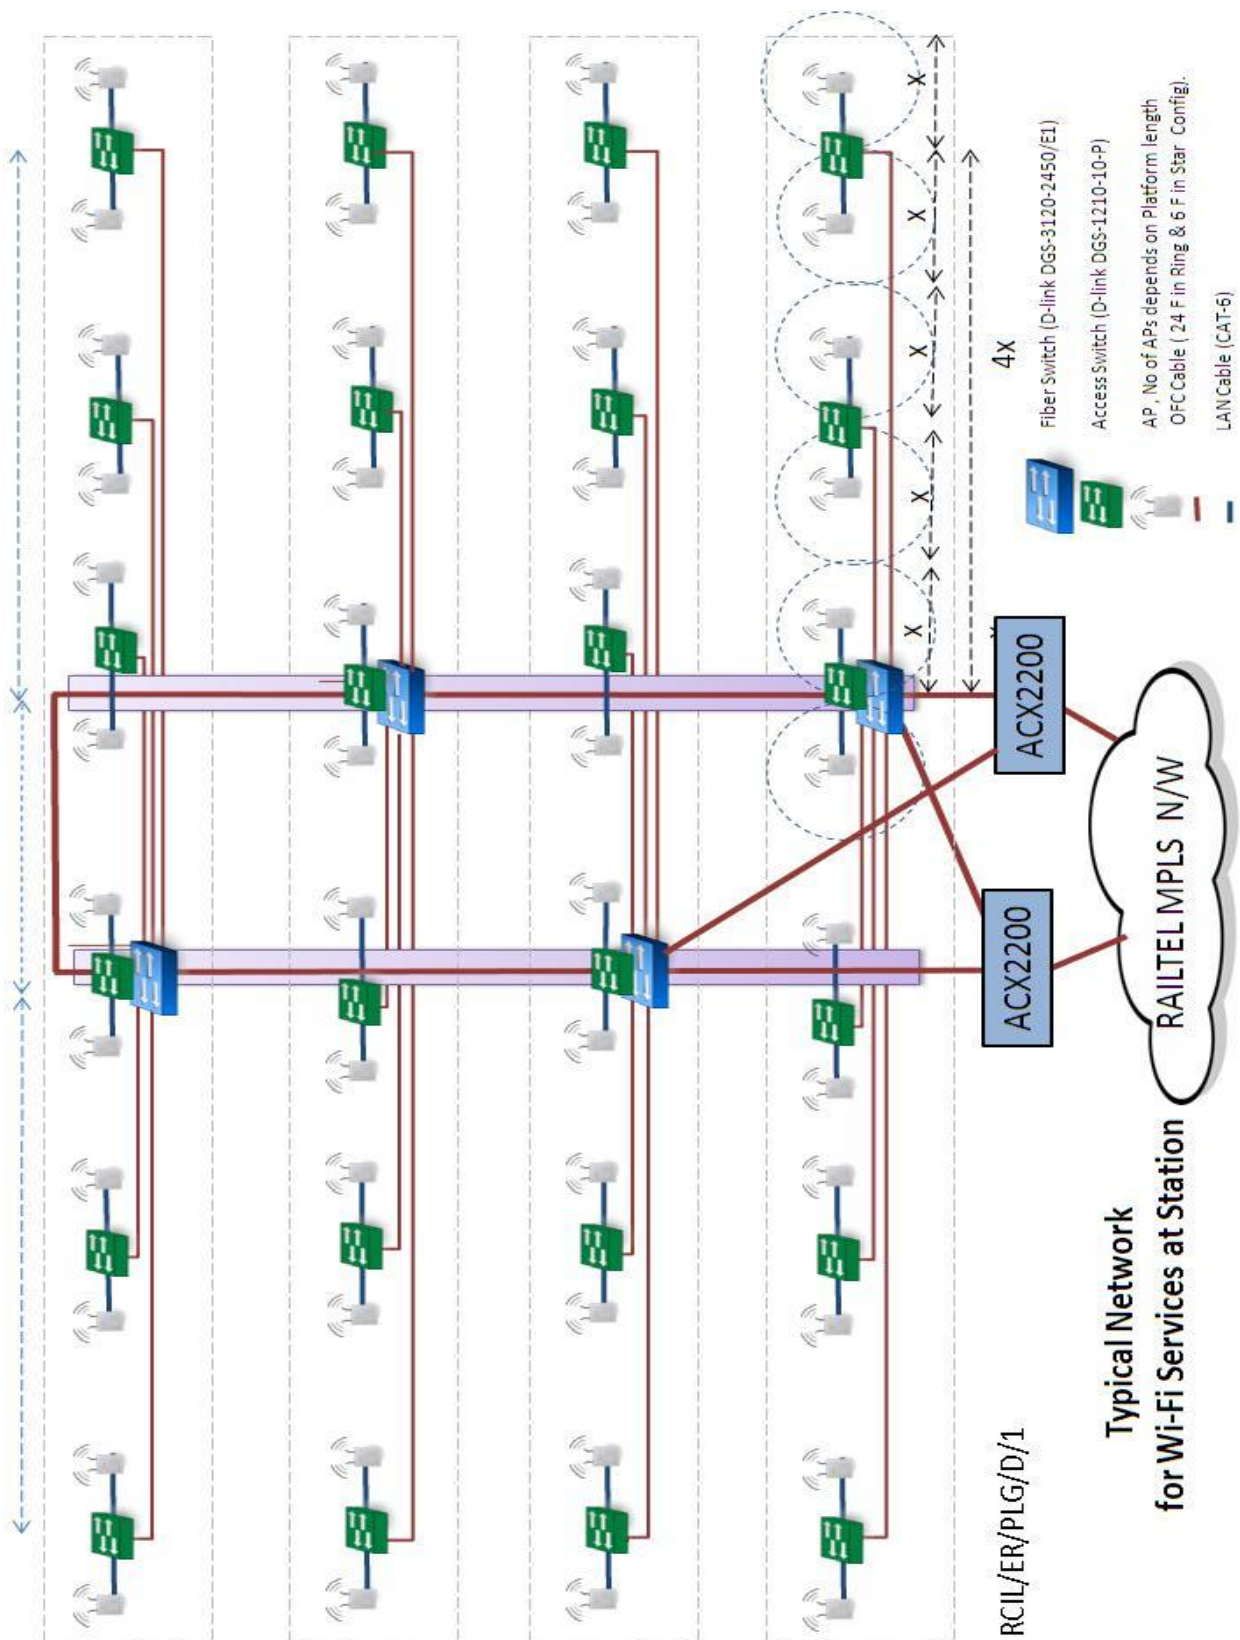 X
X
X
X
X
4x
Fiber Switch (D-link DGS-3120-2450/E1)
Access Switch (D-link DGS-1210-10-P)
AP , No of APs depends on Platform length
OFC Cable ( 24 F in Ring & 6 F in Star Config).
LAN Cable (CAT-6)
ACX2200
ACX2200
RAILTEL MPLS N/W
RCIL/ER/PLG/D/1
Typical Network
for Wi-Fi Services at Station